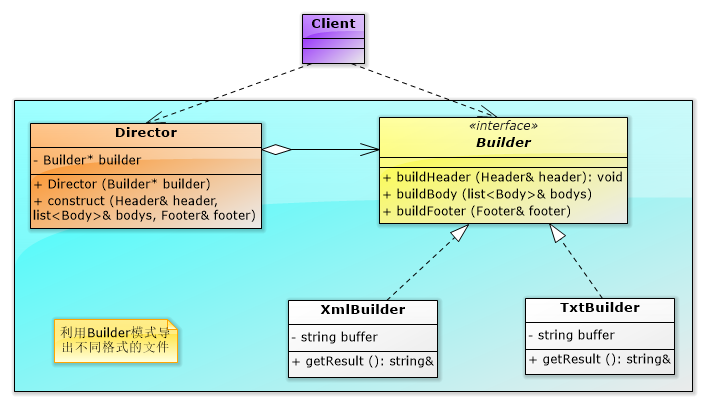 Client
Director
- Builder* builder
+ Director (Builder* builder)
+ construct (Header& header,
list<Body>& bodys, Footer& footer)
«interface»
Builder
+ buildHeader (Header& header): void
+ buildBody (list<Body>& bodys)
+ buildFooter (Footer& footer)
XmlBuilder
- string buffer
+ getResult (): string&
TxtBuilder
- string buffer
+ getResult (): string&
利用Builder模式导
出不同格式的文件